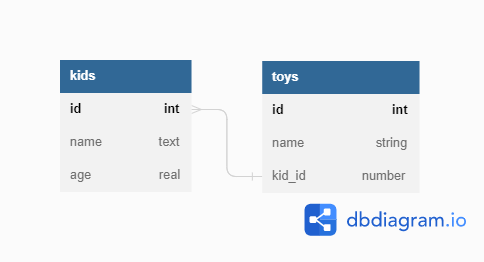 kids
id int
name text
age real
toys
id int
name string
kid_id number
dbdiagram.io